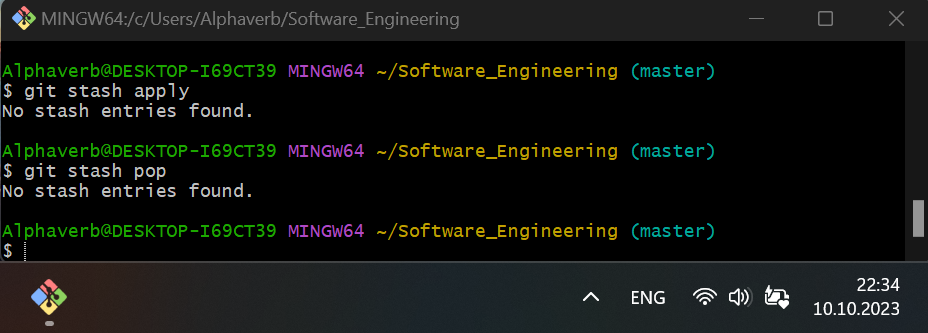 MINGW64:/c/Users/Alphaverb/Software_Engineering
Alphaverb@DESKTOP-I69CT39 MINGW64 ~/Software_Engineering (master)
$ git stash apply
No stash entries found.
Alphaverb@DESKTOP-I69CT39 MINGW64 ~/Software_Engineering (master)
$ git stash pop
No stash entries found.
Alphaverb@DESKTOP-I69CT39 MINGW64 ~/Software_Engineering (master)
$
ENG
22:34
10.10.2023